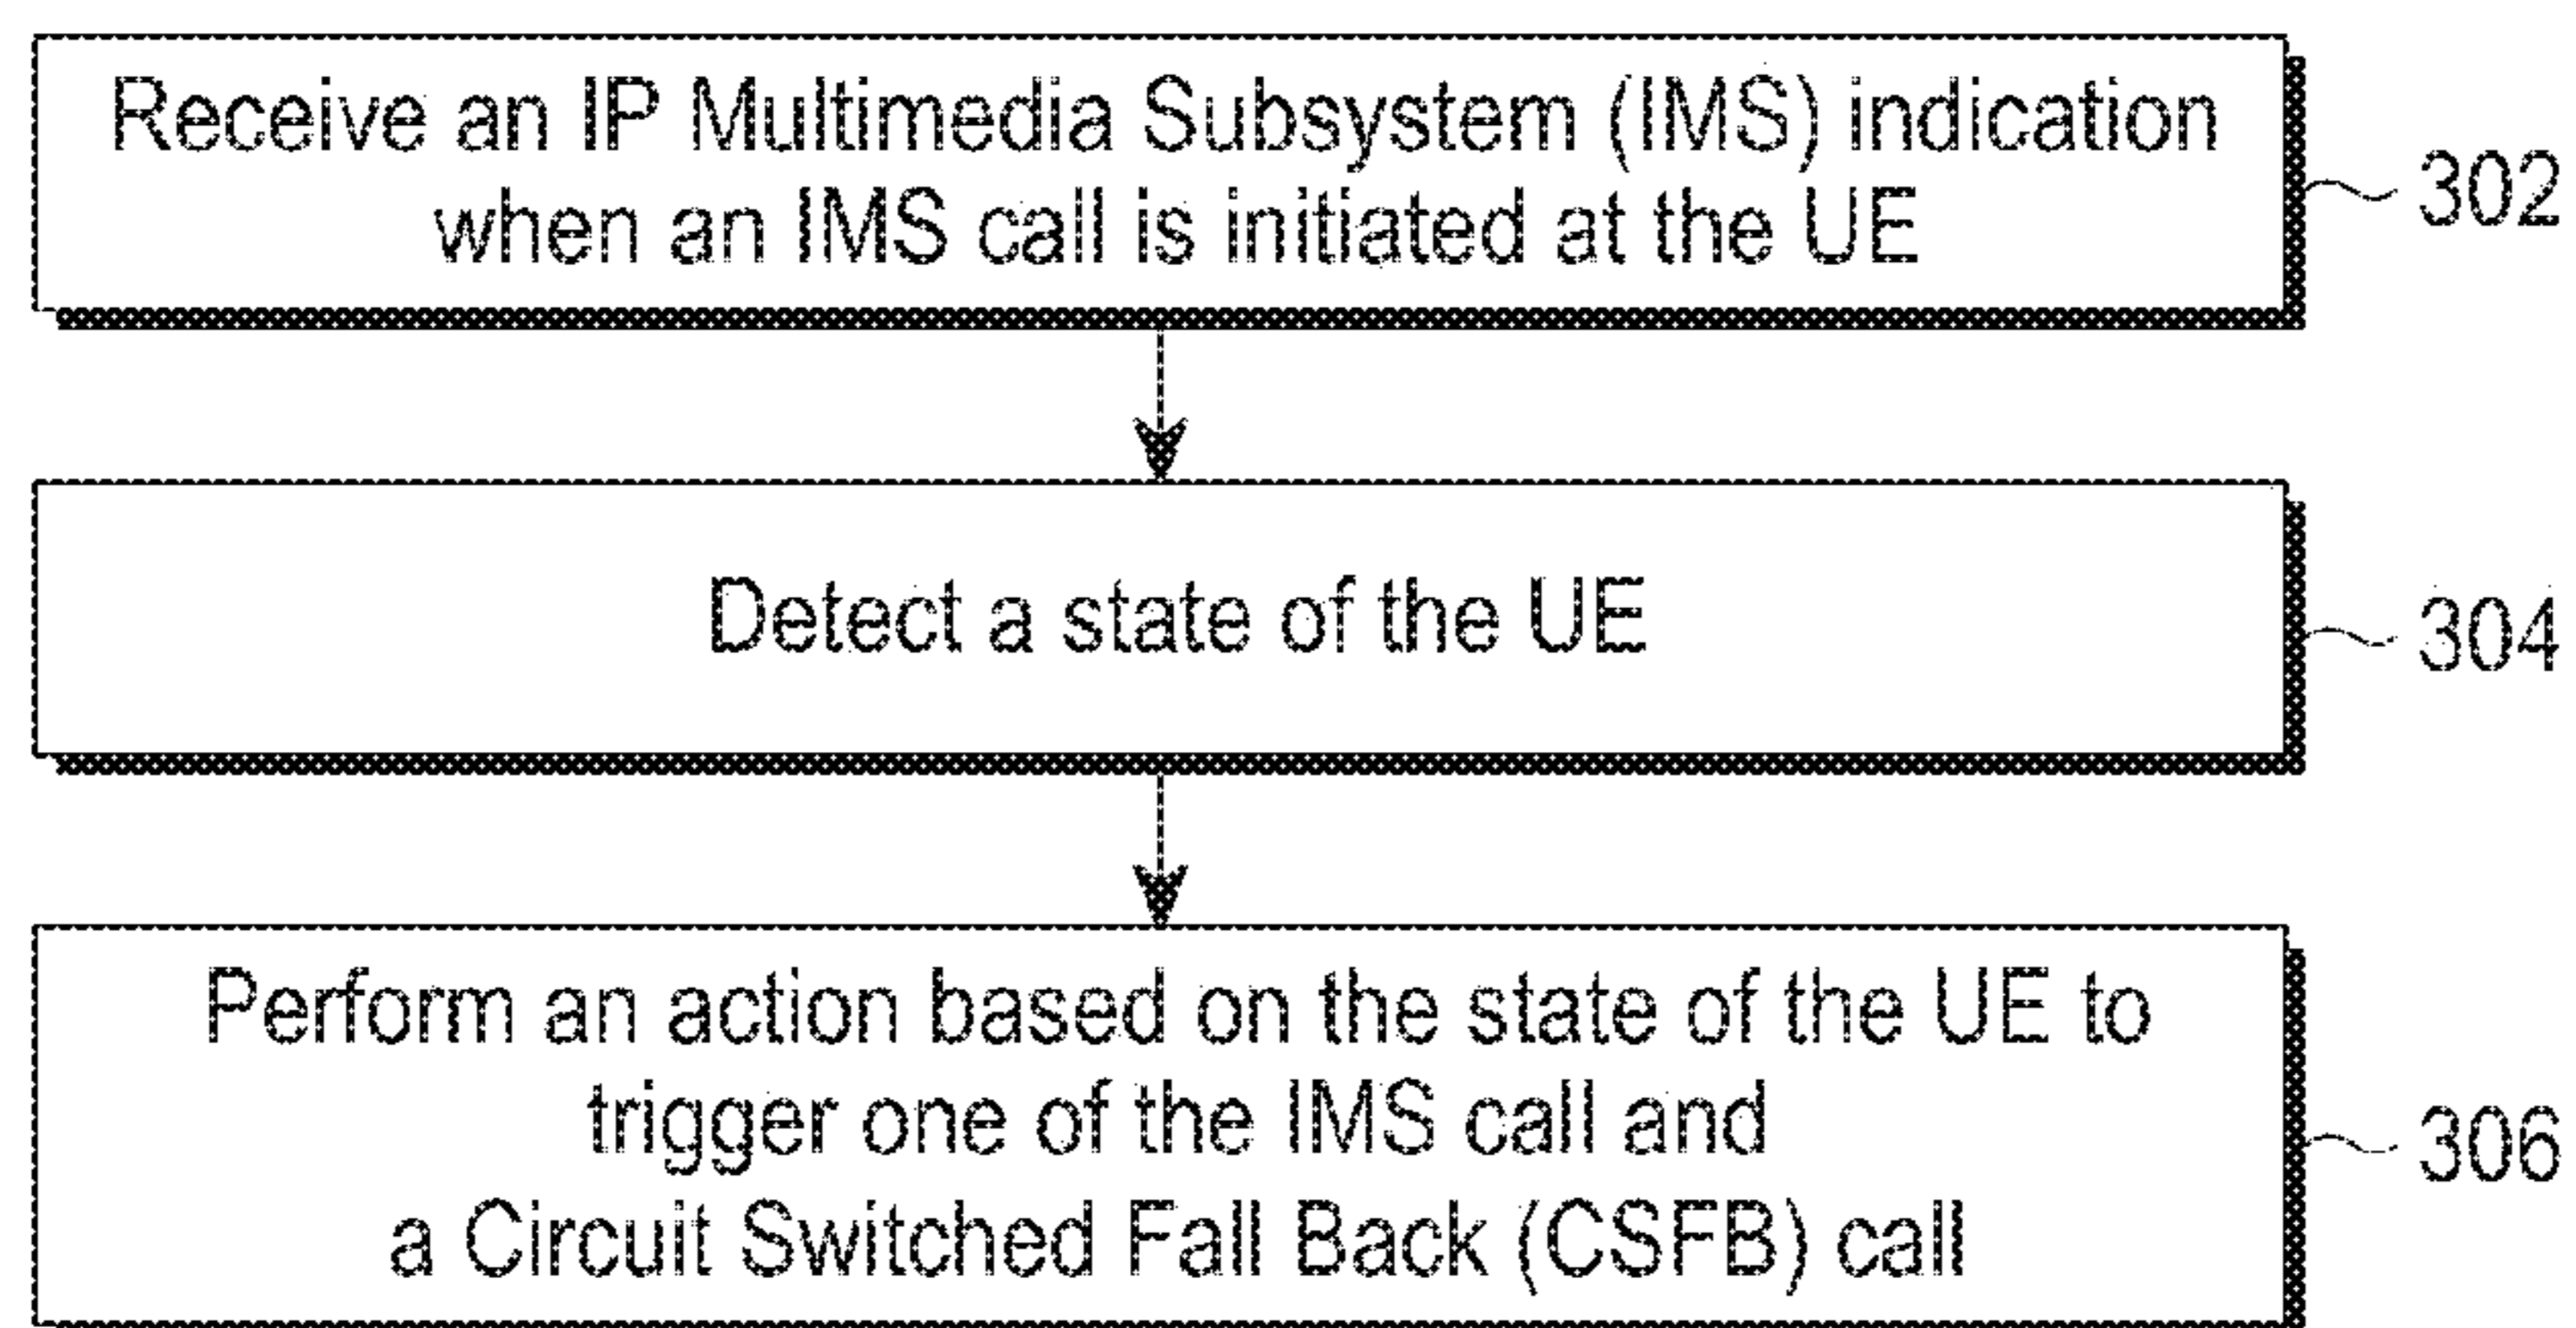 Receive an IP Multimedia Subsystem (IMS) indication
when an IMS call is initiated at the UE
302
Detect a state of the UE
304
Perform an action based on the state of the UE to
trigger one of the IMS call and
a Circuit Switched Fall Back (CSFB) call
306